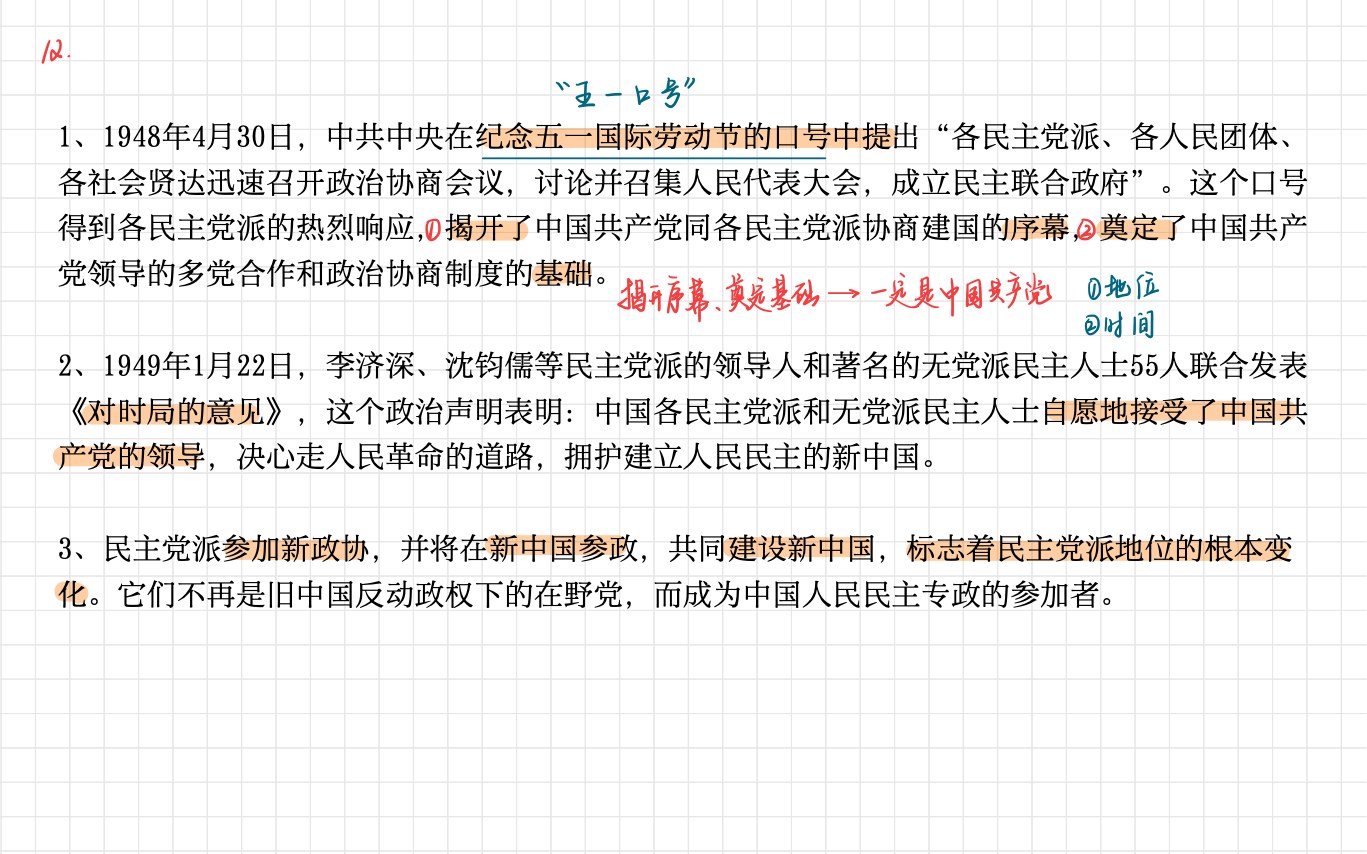 12.
“王一口号”
1、1948年4月30日，中共中央在纪念五一国际劳动节的口号中提出“各民主党派、各人民团体、
各社会贤达迅速召开政治协商会议，讨论并召集人民代表大会，成立民主联合政府”。这个口号
得到各民主党派的热烈响应，①揭开了中国共产党同各民主党派协商建国的序幕，②奠定了中国共产
党领导的多党合作和政治协商制度的基础。
揭开序幕、奠定基础→一定是中国共产党 ①地位
②时间
2、1949年1月22日，李济深、沈钧儒等民主党派的领导人和著名的无党派民主人士55人联合发表
《对时局的意见》，这个政治声明表明：中国各民主党派和无党派民主人士自愿地接受了中国共
产党的领导，决心走人民革命的道路，拥护建立人民民主的新中国。
3、民主党派参加新政协，并将在新中国参政，共同建设新中国，标志着民主党派地位的根本变
化。它们不再是旧中国反动政权下的在野党，而成为中国人民民主专政的参加者。